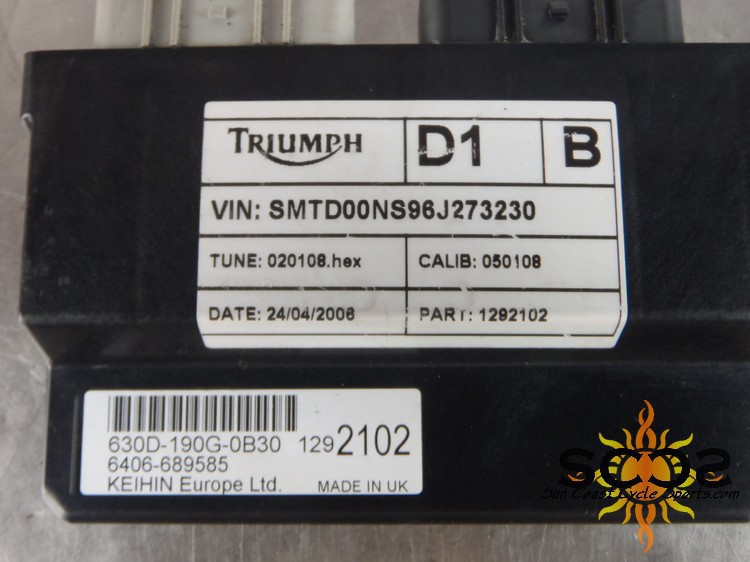 TRIUMPH D1 B
VIN: SMTD00NS96J273230
TUNE: 020108.hex CALIB: 050108
DATE: 24/04/2006 PART: 1292102
630D-190G-0B30 1292102
6406-689585
KEIHIN Europe Ltd. MADE IN UK
SCCS
Sun Coast Cycle Sports.com